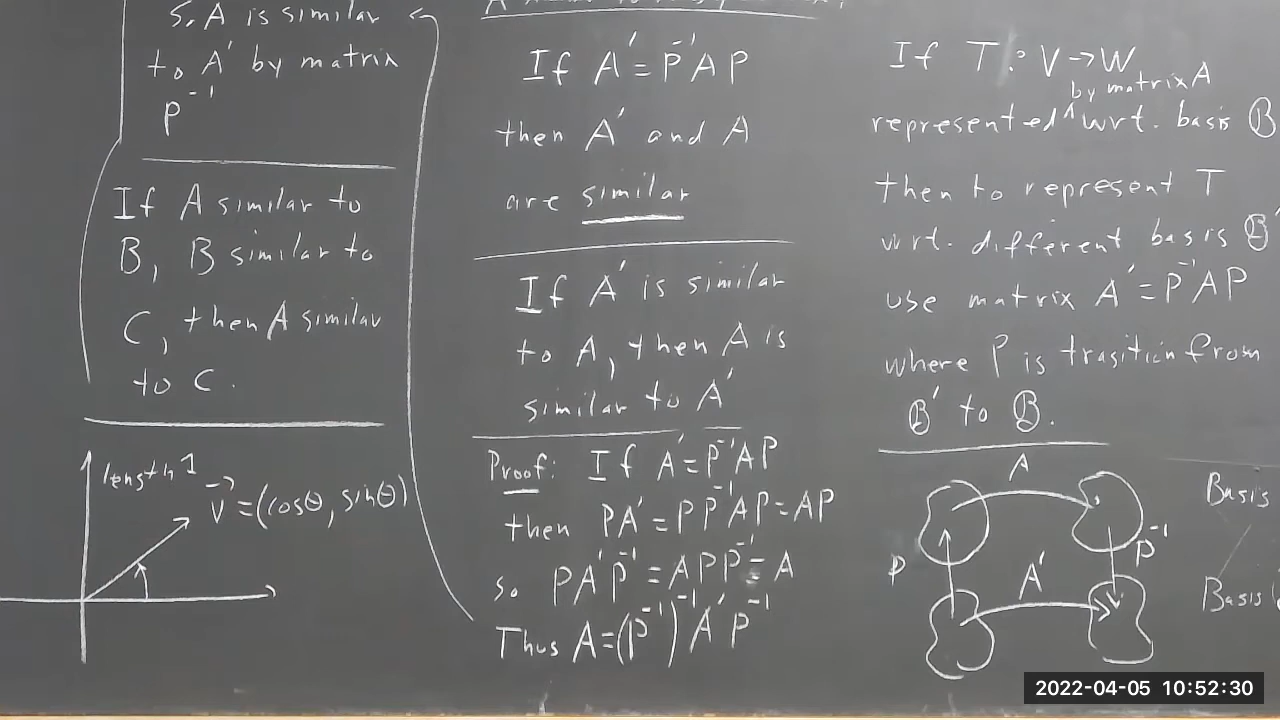 So A is similar
to A' by matrix
P⁻¹
If A similar to
B, B similar to
C, then A similar
to C.
length 1
v⃗ = (cosθ, sinθ)
If A' = P⁻¹AP
then A' and A
are similar
If A' is similar
to A, then A is
similar to A'
Proof: If A' = P⁻¹AP
then PA' = PP⁻¹AP = AP
so PA'P⁻¹ = APP⁻¹ = A
Thus A = (P⁻¹)⁻¹A'P⁻¹
If T: V → W
by matrix A
represented ^ wrt. basis B
then to represent T
wrt. different basis B'
use matrix A' = P⁻¹AP
where P is trasition from
B' to B.
A
Basis
P
P⁻¹
A'
Basis
2022-04-05 10:52:30